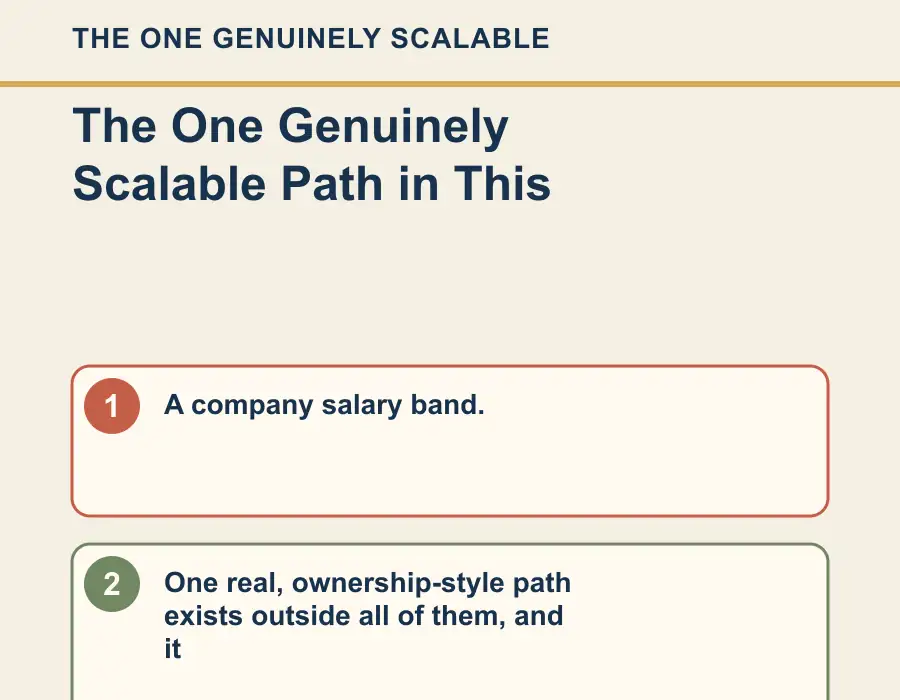 THE ONE GENUINELY SCALABLE
The One Genuinely
Scalable Path in This
1
A company salary band.
2
One real, ownership-style path
exists outside all of them, and
it